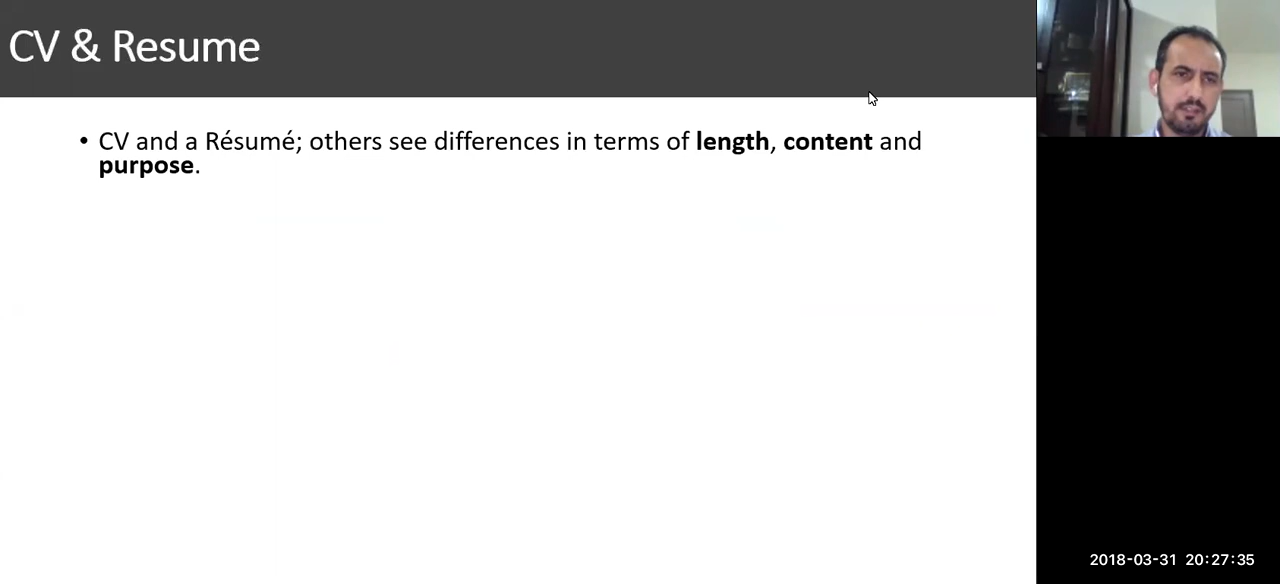 CV & Resume
• CV and a Résumé; others see differences in terms of length, content and
purpose.
2018-03-31 20:27:35